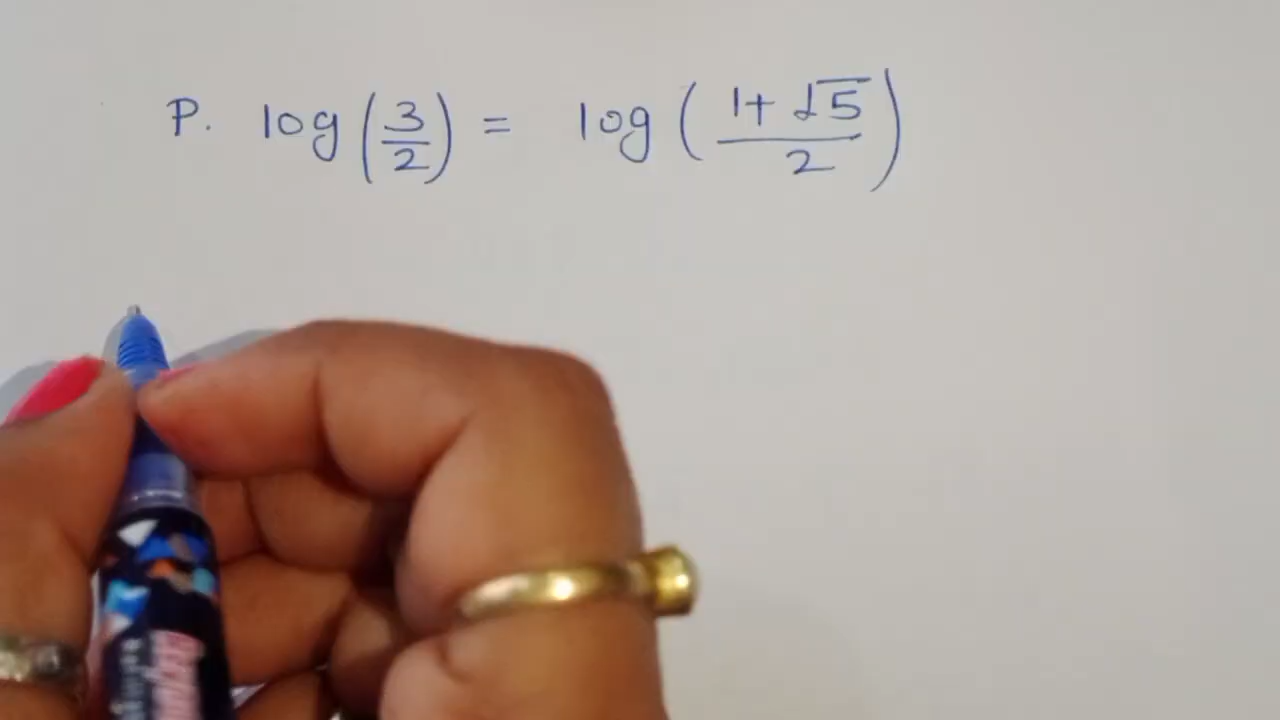 P. log(3/2) = log((1+√5)/2)